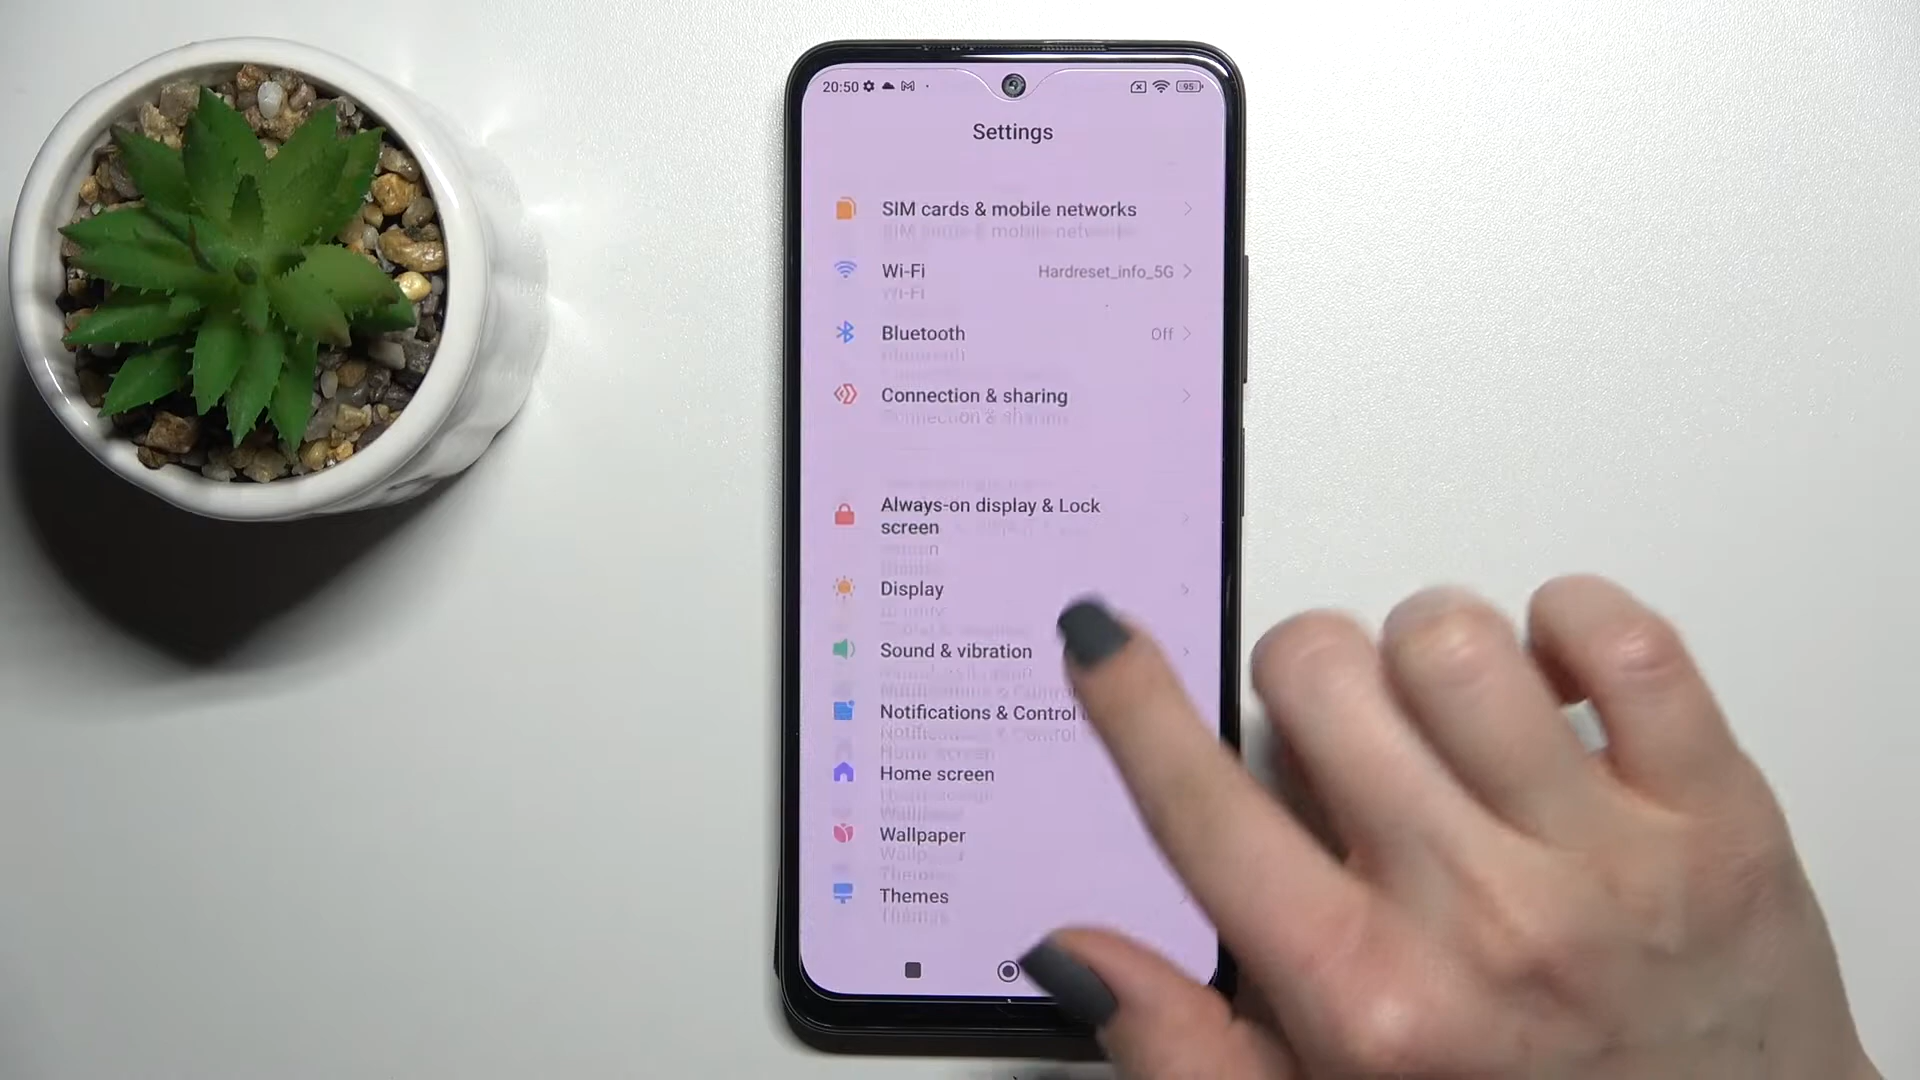 20:50
95
Settings
SIM cards & mobile networks
Wi-Fi
Hardreset_info_5G
Bluetooth
Off
Connection & sharing
Always-on display & Lock
screen
Display
Sound & vibration
Notifications & Control
Home screen
Wallpaper
Themes